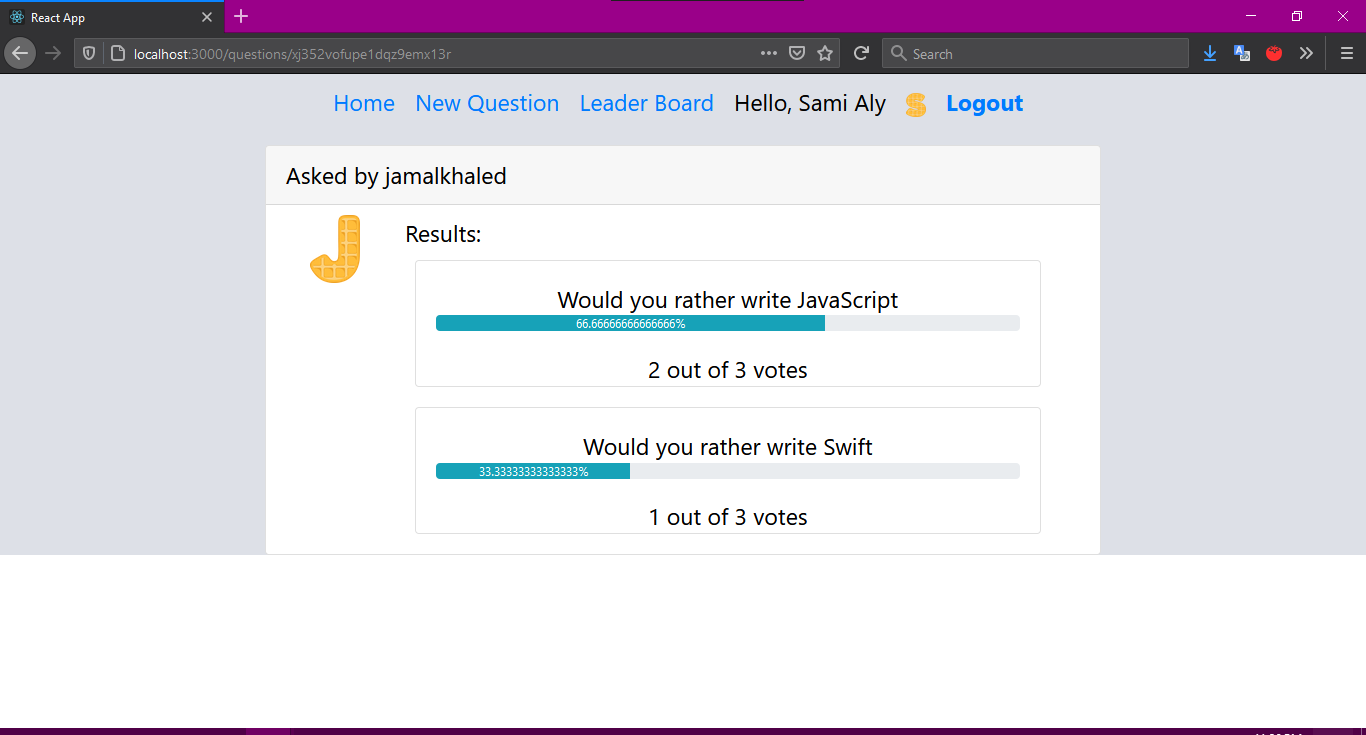 React App
localhost:3000/questions/xj352vofupe1dqz9emx13r
Search
Home New Question Leader Board Hello, Sami Aly Logout
Asked by jamalkhaled
Results:
Would you rather write JavaScript
66.66666666666666%
2 out of 3 votes
Would you rather write Swift
33.33333333333333%
1 out of 3 votes